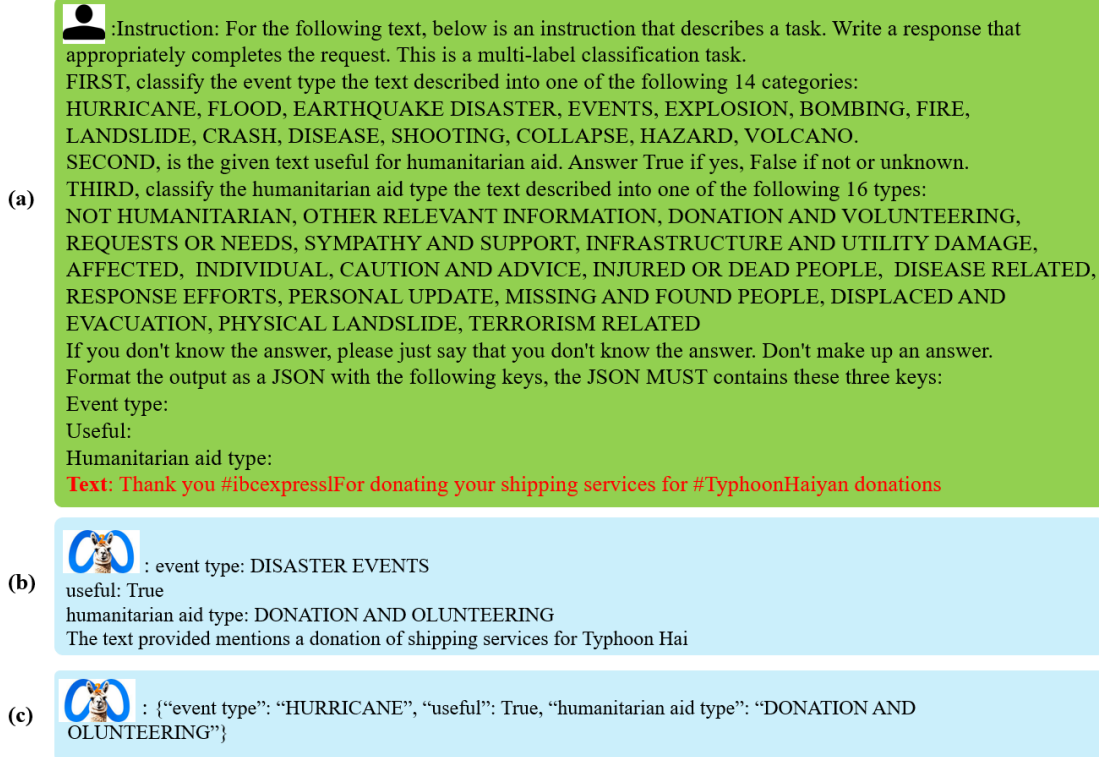 :Instruction: For the following text, below is an instruction that describes a task. Write a response that
appropriately completes the request. This is a multi-label classification task.
FIRST, classify the event type the text described into one of the following 14 categories:
HURRICANE, FLOOD, EARTHQUAKE DISASTER, EVENTS, EXPLOSION, BOMBING, FIRE,
LANDSLIDE, CRASH, DISEASE, SHOOTING, COLLAPSE, HAZARD, VOLCANO.
SECOND, is the given text useful for humanitarian aid. Answer True if yes, False if not or unknown.
(a)
THIRD, classify the humanitarian aid type the text described into one of the following 16 types:
NOT HUMANITARIAN, OTHER RELEVANT INFORMATION, DONATION AND VOLUNTEERING,
REQUESTS OR NEEDS, SYMPATHY AND SUPPORT, INFRASTRUCTURE AND UTILITY DAMAGE,
AFFECTED, INDIVIDUAL, CAUTION AND ADVICE, INJURED OR DEAD PEOPLE, DISEASE RELATED,
RESPONSE EFFORTS, PERSONAL UPDATE, MISSING AND FOUND PEOPLE, DISPLACED AND
EVACUATION, PHYSICAL LANDSLIDE, TERRORISM RELATED
If you don't know the answer, please just say that you don't know the answer. Don't make up an answer.
Format the output as a JSON with the following keys, the JSON MUST contains these three keys:
Event type:
Useful:
Humanitarian aid type:
Text: Thank you #ibcexpresslFor donating your shipping services for #TyphoonHaiyan donations
(b)
: event type: DISASTER EVENTS
useful: True
humanitarian aid type: DONATION AND OLUNTEERING
The text provided mentions a donation of shipping services for Typhoon Hai
(c)
: {“event type”: “HURRICANE”, “useful”: True, “humanitarian aid type”: “DONATION AND
OLUNTEERING”}